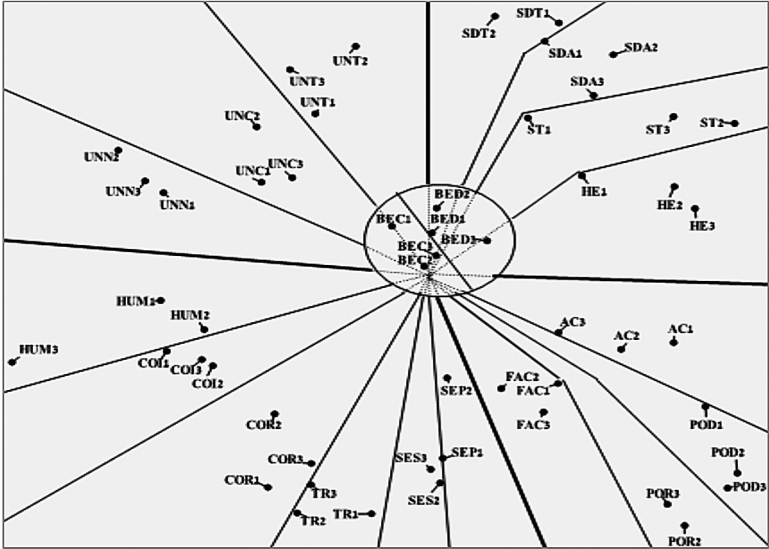 SDT1
SDT2
SDA1
SDA2
UNT2
UNT3
SDA3
UNT1
UNC2
ST1
ST3
ST2
UNN2
UNC1
UNC3
UNN3
UNN1
HE1
HE2
HE3
BED2
BEC1
BED1
BED3
BEC3
BEC2
HUM1
HUM2
HUM3
COI1
COI3
COI2
AC3
AC2
AC1
SEP2
FAC2
FAC1
FAC3
POD1
COR2
COR3
COR1
SES3
SEP1
SES2
POD2
POD3
TR3
TR2
TR1
POR3
POR2